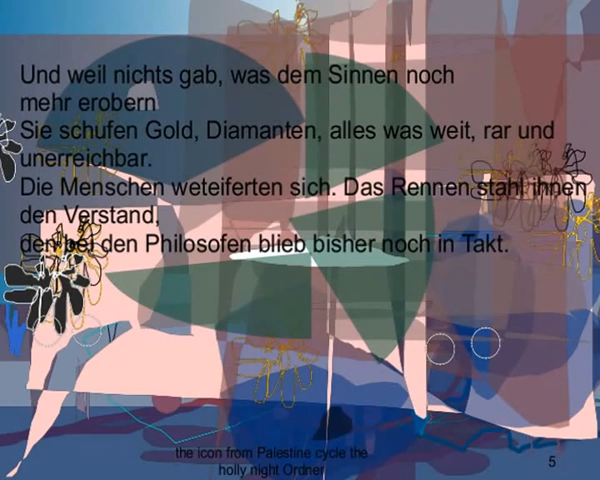 Und weil nichts gab, was dem Sinnen noch
mehr erobern
Sie schufen Gold, Diamanten, alles was weit, rar und
unerreichbar.
Die Menschen weteiferten sich. Das Rennen stahl ihnen
den Verstand,
den bei den Philosofen blieb bisher noch in Takt.
the icon from Palestine cycle the
holly night Ordner
5